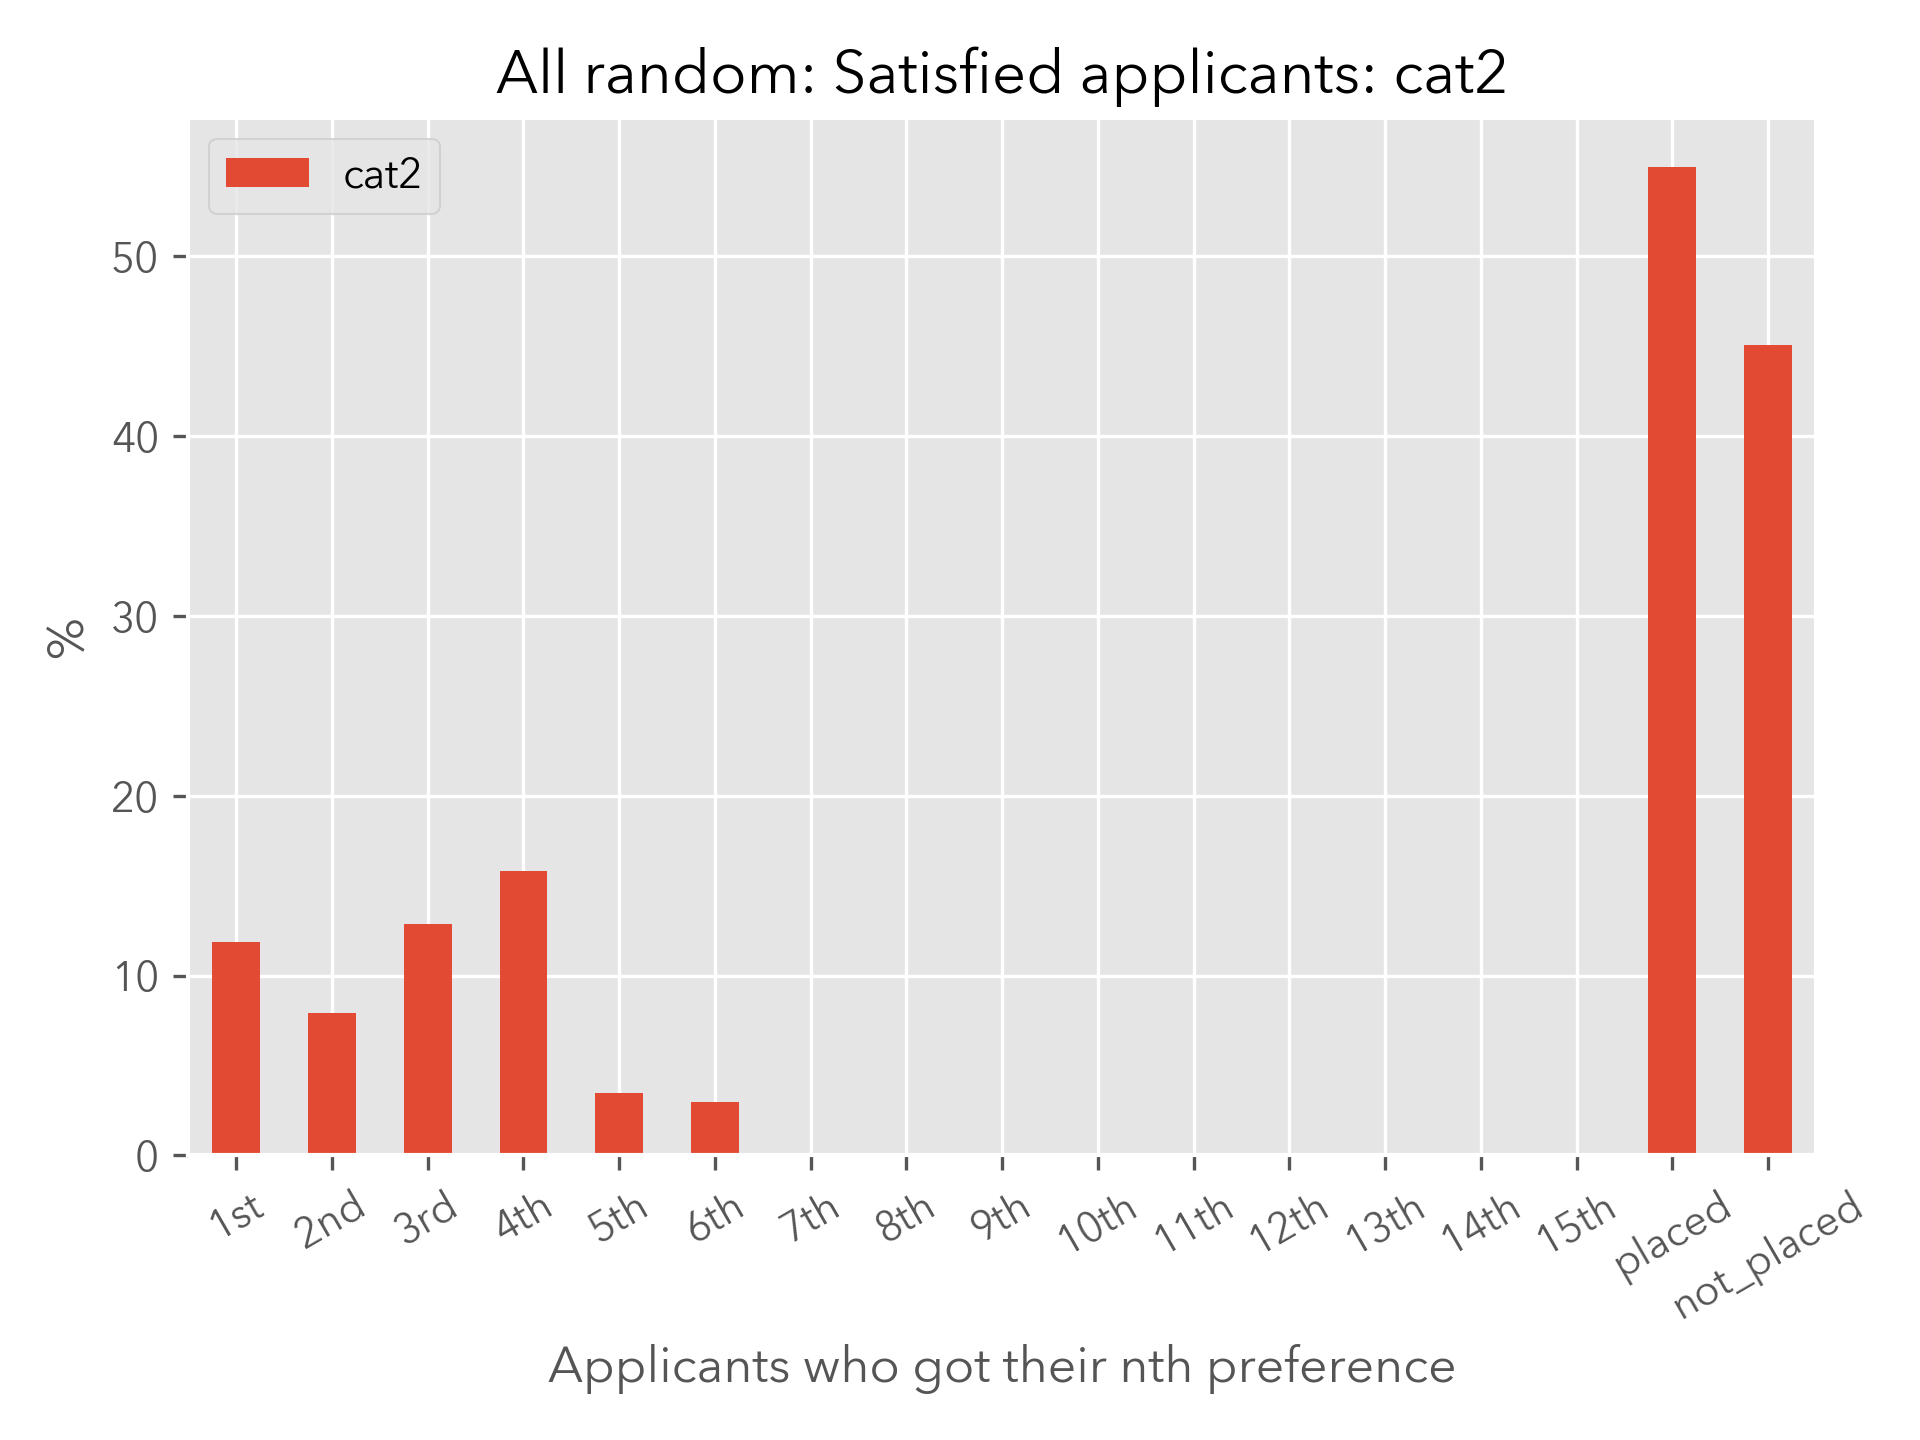 All random: Satisfied applicants: cat2
cat2
%
50
40
30
20
10
0
1st 2nd 3rd 4th 5th 6th 7th 8th 9th 10th 11th 12th 13th 14th 15th placed not_placed
Applicants who got their nth preference